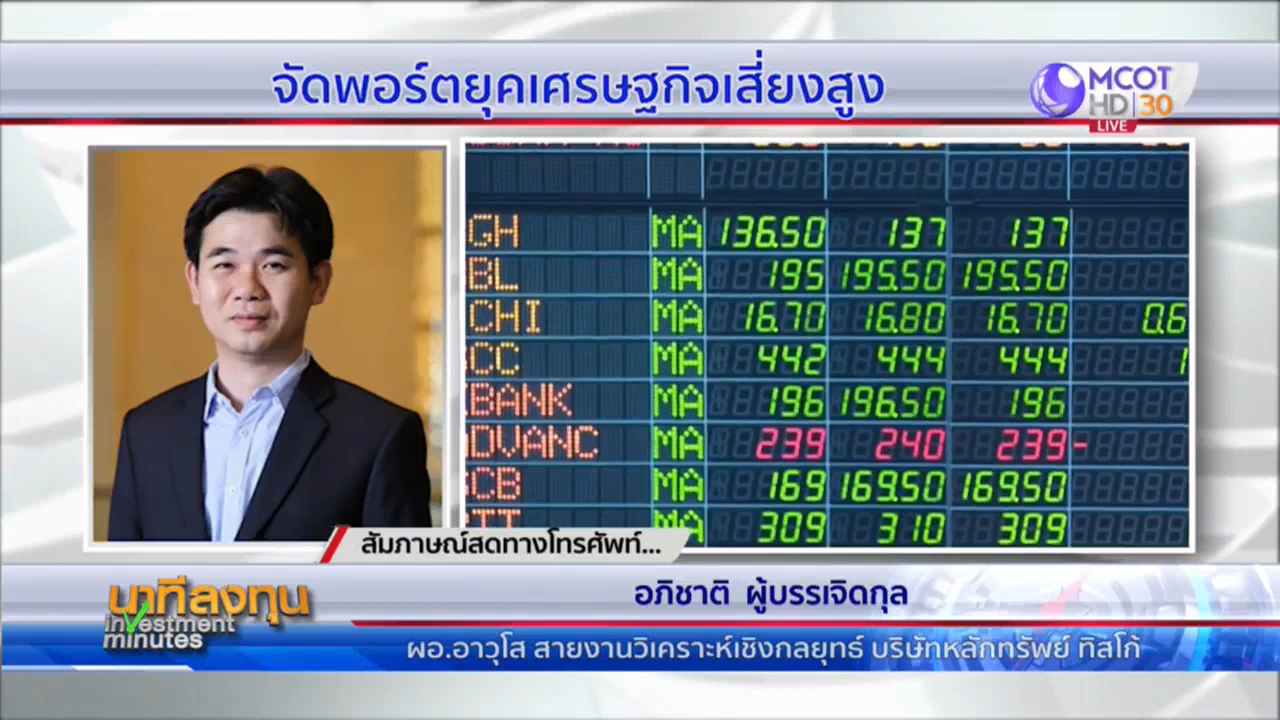 จัดพอร์ตยุคเศรษฐกิจเสี่ยงสูง
MCOT
HD 30
LIVE
GH MA 136.50 137 137
BL MA 195 195.50 195.50
CHI MA 16.70 16.80 16.70 0.6
CC MA 442 444 444 1
BANK MA 196 196.50 196
DVANC MA 239 240 239 -
CB MA 169 169.50 169.50
TT MA 309 310 309
สัมภาษณ์สดทางโทรศัพท์...
นาทีลงทุน
investment
minutes
อภิชาติ ผู้บรรเจิดกุล
ผอ.อาวุโส สายงานวิเคราะห์เชิงกลยุทธ์ บริษัทหลักทรัพย์ ทิสโก้